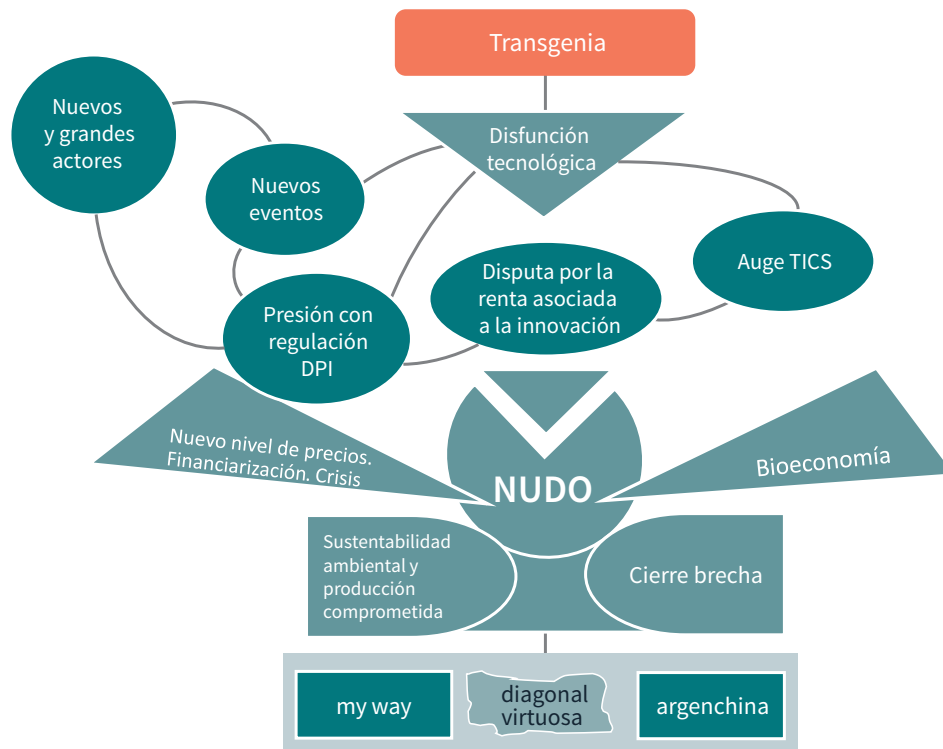 Transgenia
Nuevos
y grandes
actores
Disfunción
tecnológica
Nuevos
eventos
Auge TICS
Disputa por la
renta asociada
a la innovación
Presión con
regulación
DPI
Nuevo nivel de precios.
Financiarización. Crisis
Bioeconomía
NUDO
Sustentabilidad
ambiental y
producción
comprometida
Cierre brecha
my way
diagonal
virtuosa
argenchina